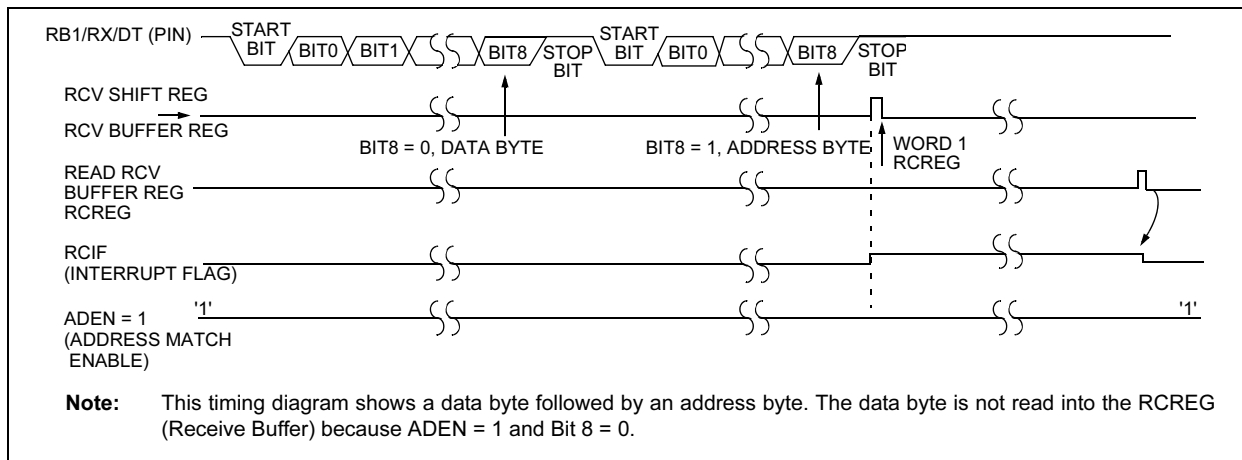 RB1/RX/DT (PIN)
START
BIT
BIT0
BIT1
BIT8
STOP
BIT
START
BIT
BIT0
BIT8
STOP
BIT
RCV SHIFT REG
RCV BUFFER REG
BIT8 = 0, DATA BYTE
BIT8 = 1, ADDRESS BYTE
WORD 1
RCREG
READ RCV
BUFFER REG
RCREG
RCIF
(INTERRUPT FLAG)
ADEN = 1
(ADDRESS MATCH
ENABLE)
'1'
'1'
Note: This timing diagram shows a data byte followed by an address byte. The data byte is not read into the RCREG
(Receive Buffer) because ADEN = 1 and Bit 8 = 0.